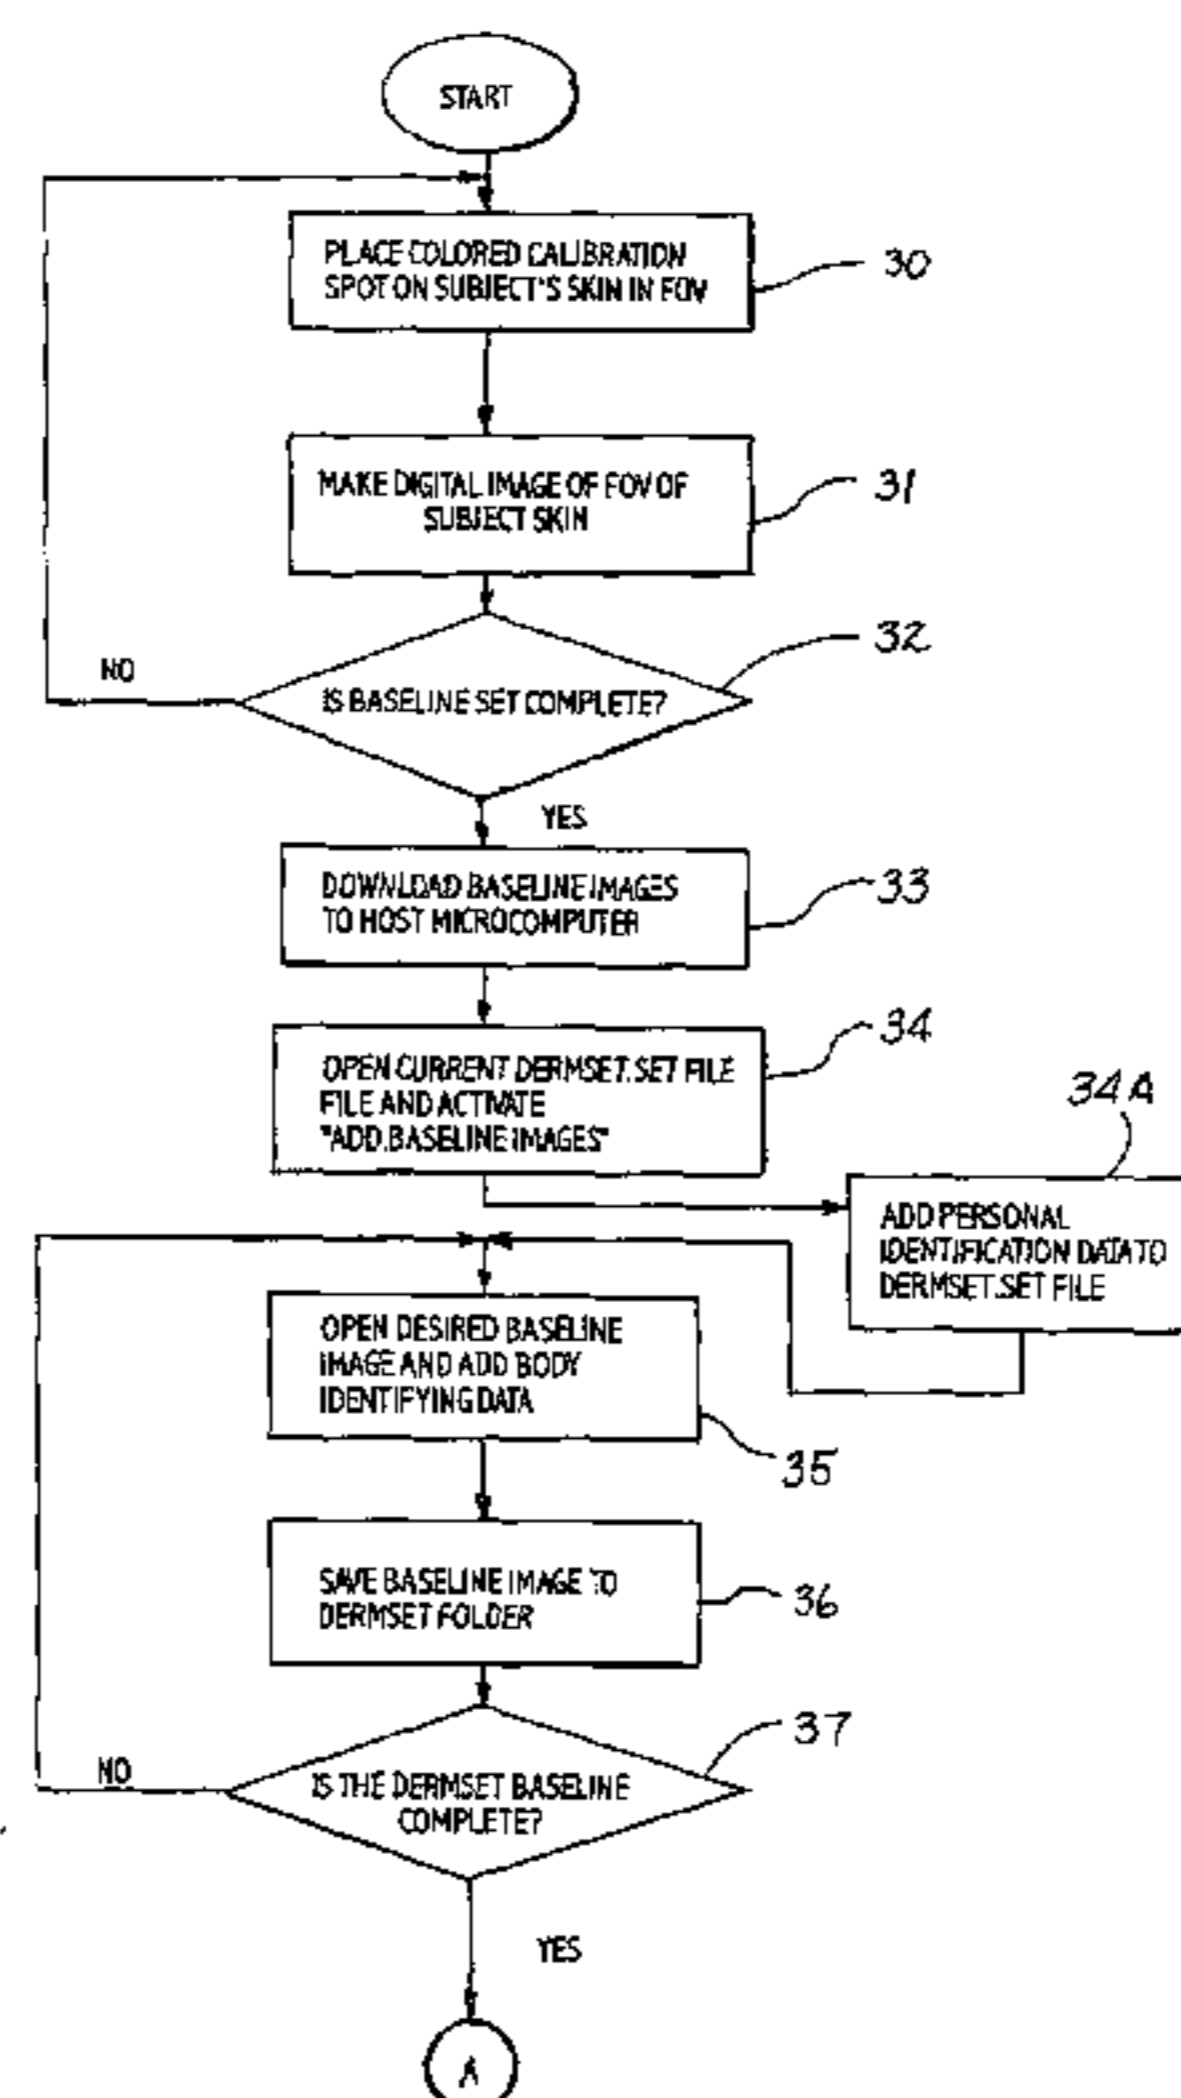 START
PLACE COLORED CALIBRATION
SPOT ON SUBJECT'S SKIN IN FOV
30
MAKE DIGITAL IMAGE OF FOV OF
SUBJECT SKIN
31
32
NO
IS BASELINE SET COMPLETE?
YES
DOWNLOAD BASELINE IMAGES
TO HOST MICROCOMPUTER
33
34
OPEN CURRENT DERMSET.SET FILE
FILE AND ACTIVATE
"ADD.BASELINE IMAGES"
34A
ADD PERSONAL
IDENTIFICATION DATA TO
DERMSET.SET FILE
OPEN DESIRED BASELINE
IMAGE AND ADD BODY
IDENTIFYING DATA
35
SAVE BASELINE IMAGE TO
DERMSET FOLDER
36
37
NO
IS THE DERMSET BASELINE
COMPLETE?
YES
A